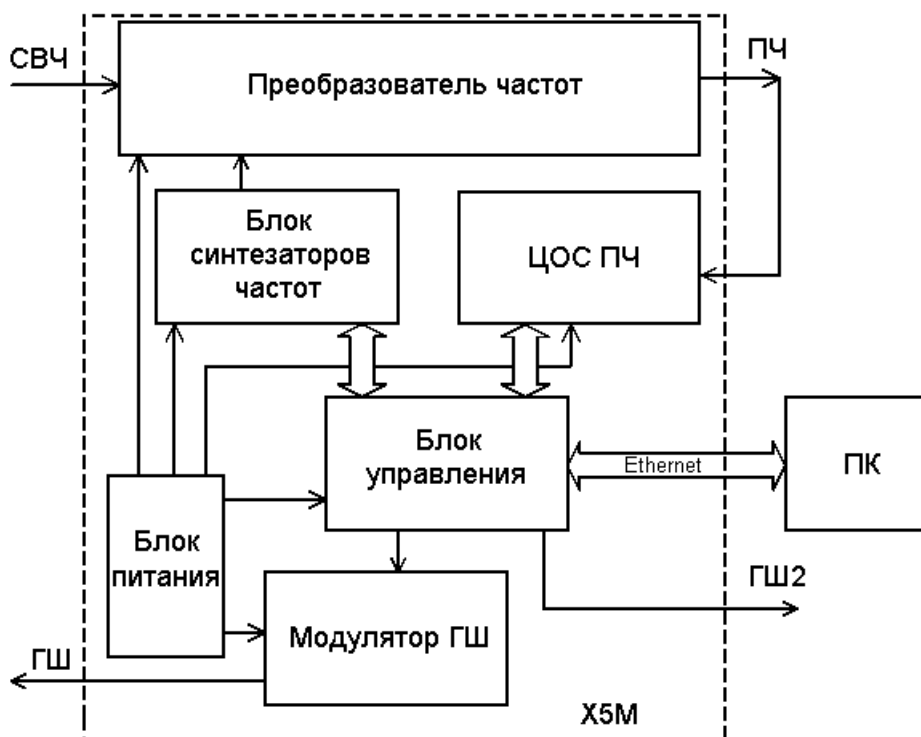 СВЧ
ПЧ
Преобразователь частот
Блок
синтезаторов
частот
ЦОС ПЧ
Блок
управления
Ethernet
ПК
Блок
питания
ГШ2
Модулятор ГШ
ГШ
Х5М